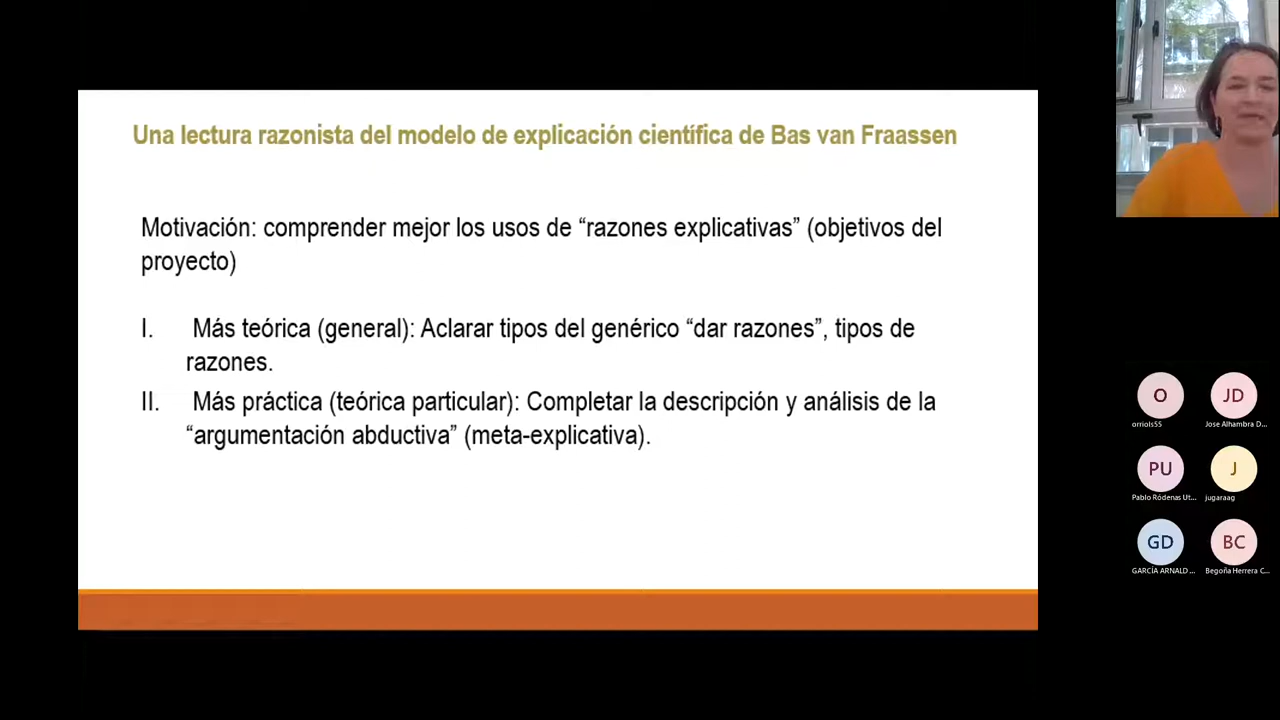 Una lectura razonista del modelo de explicación científica de Bas van Fraassen
Motivación: comprender mejor los usos de “razones explicativas” (objetivos del
proyecto)
I. Más teórica (general): Aclarar tipos del genérico “dar razones”, tipos de
razones.
II. Más práctica (teórica particular): Completar la descripción y análisis de la
“argumentación abductiva” (meta-explicativa).
O JD
orriols55 Jose Alhambra D...
PU J
Pablo Ródenas Ut... jugaraag
GD BC
GARCÍA ARNALD ... Begoña Herrera C...